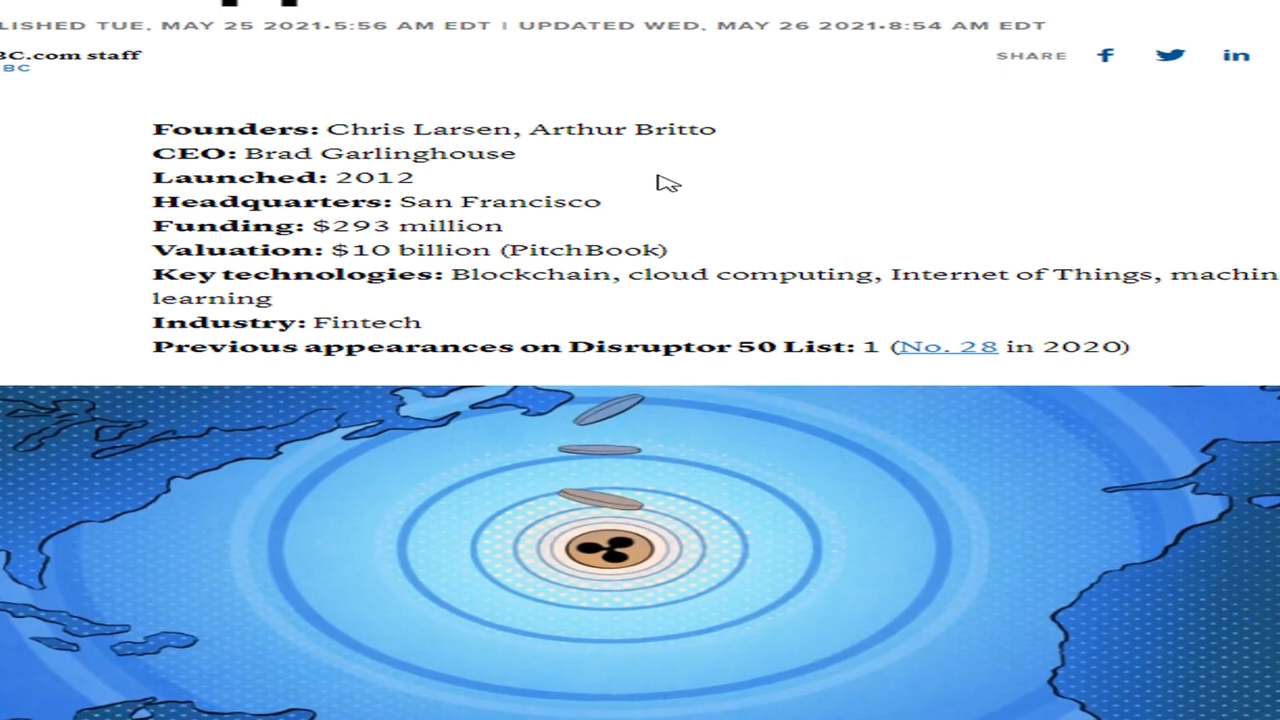 LISHED TUE, MAY 25 2021•5:56 AM EDT | UPDATED WED, MAY 26 2021•8:54 AM EDT
BC.com staff
BC
SHARE
Founders: Chris Larsen, Arthur Britto
CEO: Brad Garlinghouse
Launched: 2012
Headquarters: San Francisco
Funding: $293 million
Valuation: $10 billion (PitchBook)
Key technologies: Blockchain, cloud computing, Internet of Things, machin
learning
Industry: Fintech
Previous appearances on Disruptor 50 List: 1 (No. 28 in 2020)